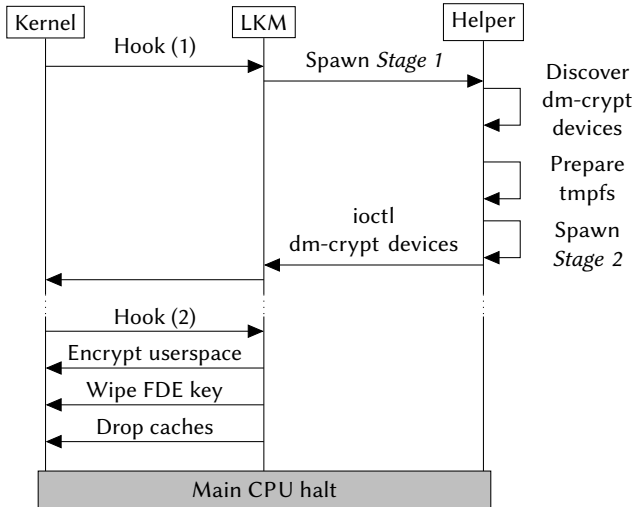 Kernel
LKM
Helper
Hook (1)
Spawn Stage 1
Discover
dm-crypt
devices
Prepare
tmpfs
ioctl
dm-crypt devices
Spawn
Stage 2
Hook (2)
Encrypt userspace
Wipe FDE key
Drop caches
Main CPU halt